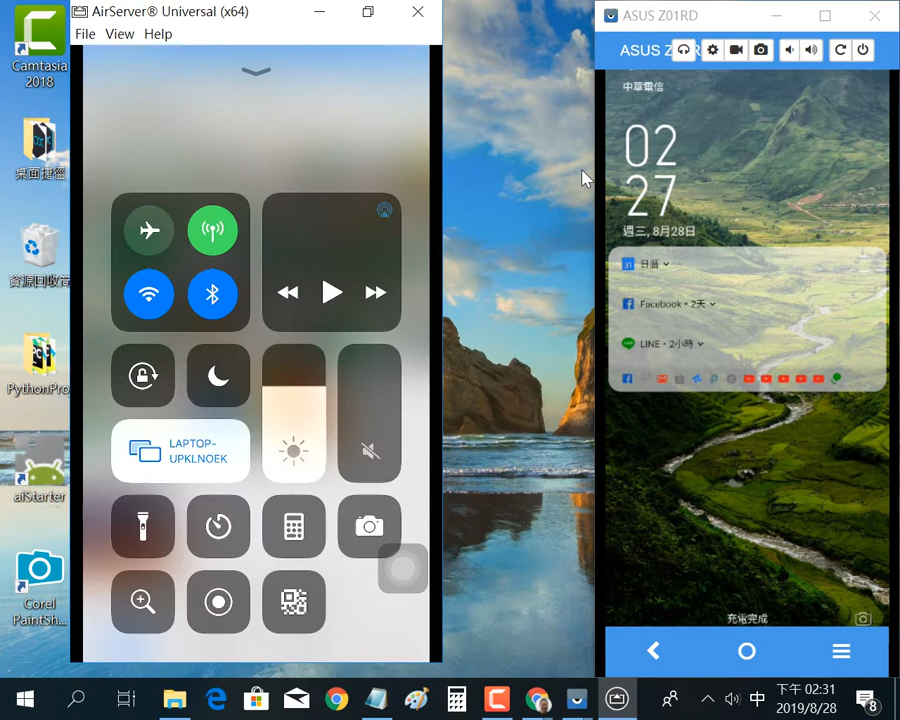 Camtasia
2018
桌面捷徑
資源回收筒
PythonPro
aiStarter
Corel
PaintSh...
AirServer® Universal (x64)
File View Help
LAPTOP-
UPKLNOEK
ASUS Z01RD
ASUS Z
中華電信
02
27
週三, 8月28日
31 日曆
Facebook • 2天
LINE • 2小時
充電完成
中
下午 02:31
2019/8/28
8